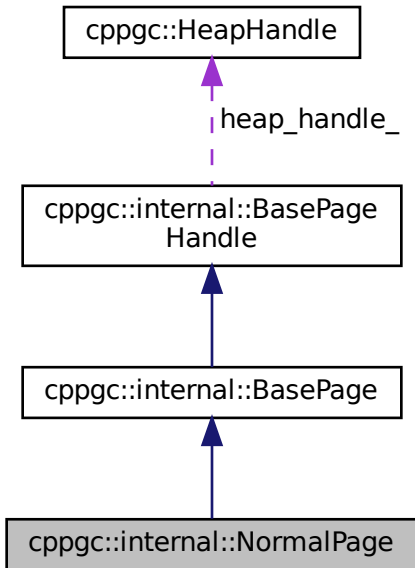 cppgc::HeapHandle
heap_handle_
cppgc::internal::BasePage
Handle
cppgc::internal::BasePage
cppgc::internal::NormalPage